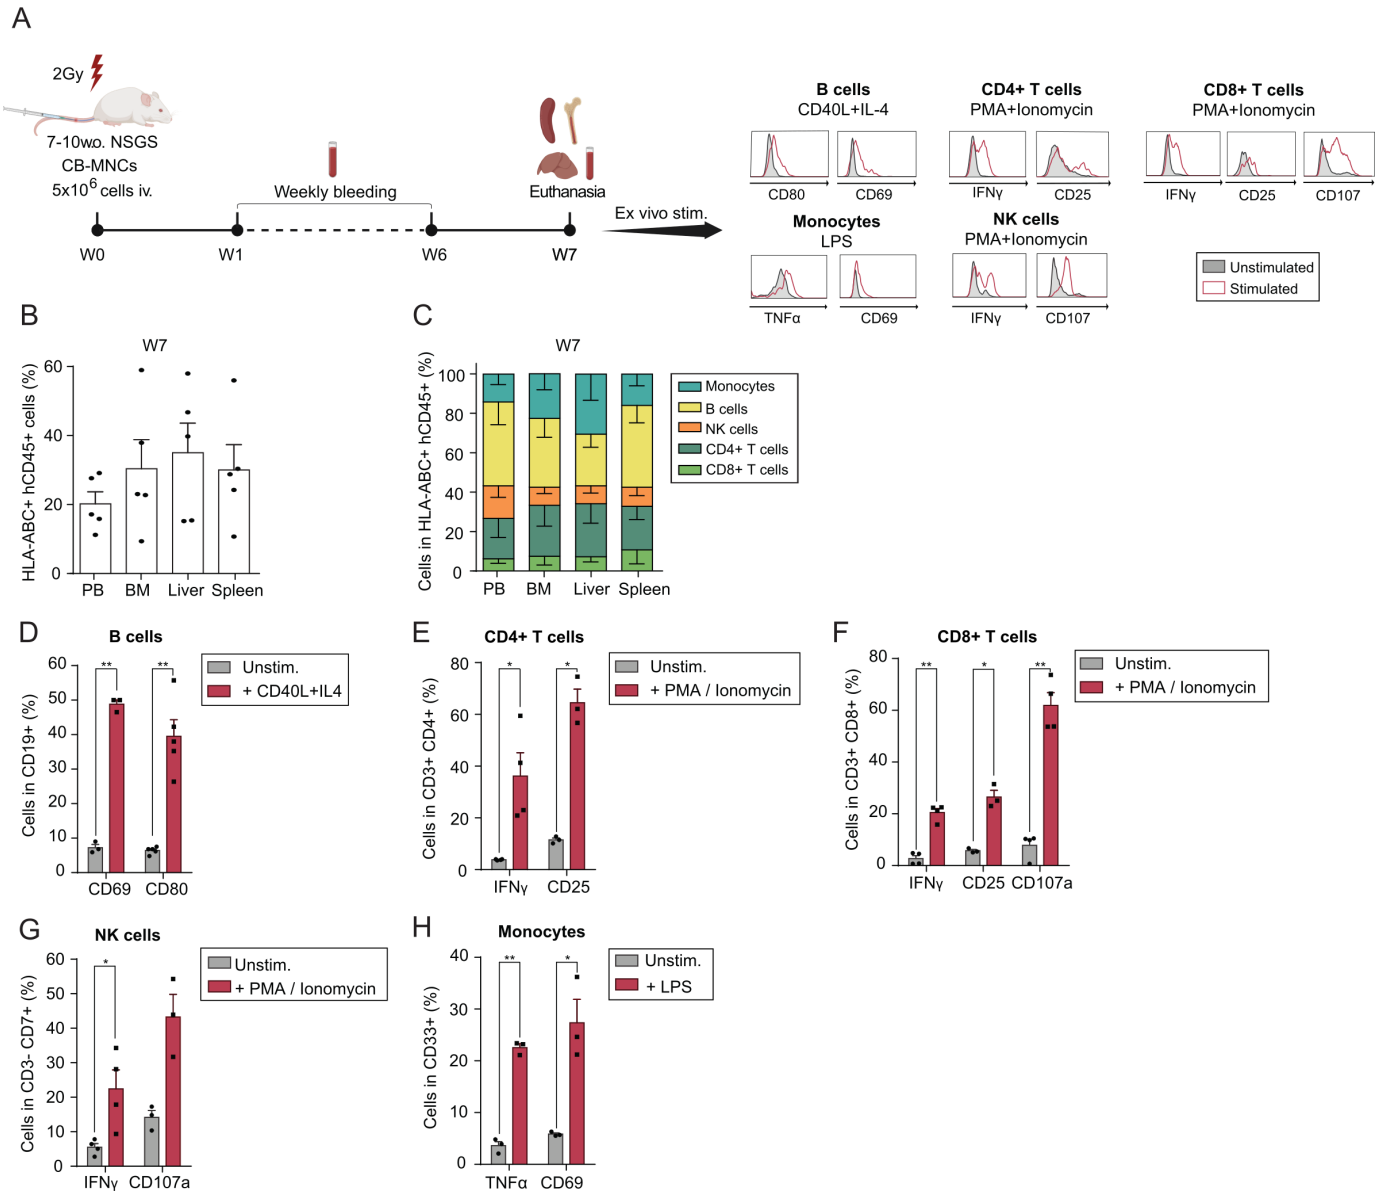 A
2Gy
7-10w.o. NSGS
CB-MNCs
5x10⁶ cells iv.
Weekly bleeding
Euthanasia
W0
W1
W6
W7
Ex vivo stim.
B cells
CD40L+IL-4
CD80
CD69
CD4+ T cells
PMA+Ionomycin
IFNγ
CD25
CD8+ T cells
PMA+Ionomycin
IFNγ
CD25
CD107
Monocytes
LPS
TNFα
CD69
NK cells
PMA+Ionomycin
IFNγ
CD107
Unstimulated
Stimulated
B
W7
HLA-ABC+ hCD45+ cells (%)
60
40
20
0
PB
BM
Liver
Spleen
C
W7
Cells in HLA-ABC+ hCD45+ (%)
100
80
60
40
20
0
PB
BM
Liver
Spleen
Monocytes
B cells
NK cells
CD4+ T cells
CD8+ T cells
D
B cells
Cells in CD19+ (%)
60
50
40
30
20
10
0
**
**
CD69
CD80
Unstim.
+ CD40L+IL4
E
CD4+ T cells
Cells in CD3+ CD4+ (%)
80
60
40
20
0
*
*
IFNγ
CD25
Unstim.
+ PMA / Ionomycin
F
CD8+ T cells
Cells in CD3+ CD8+ (%)
80
60
40
20
0
**
*
**
IFNγ
CD25
CD107a
Unstim.
+ PMA / Ionomycin
G
NK cells
Cells in CD3- CD7+ (%)
60
50
40
30
20
10
0
*
IFNγ
CD107a
Unstim.
+ PMA / Ionomycin
H
Monocytes
Cells in CD33+ (%)
40
30
20
10
0
**
*
TNFα
CD69
Unstim.
+ LPS